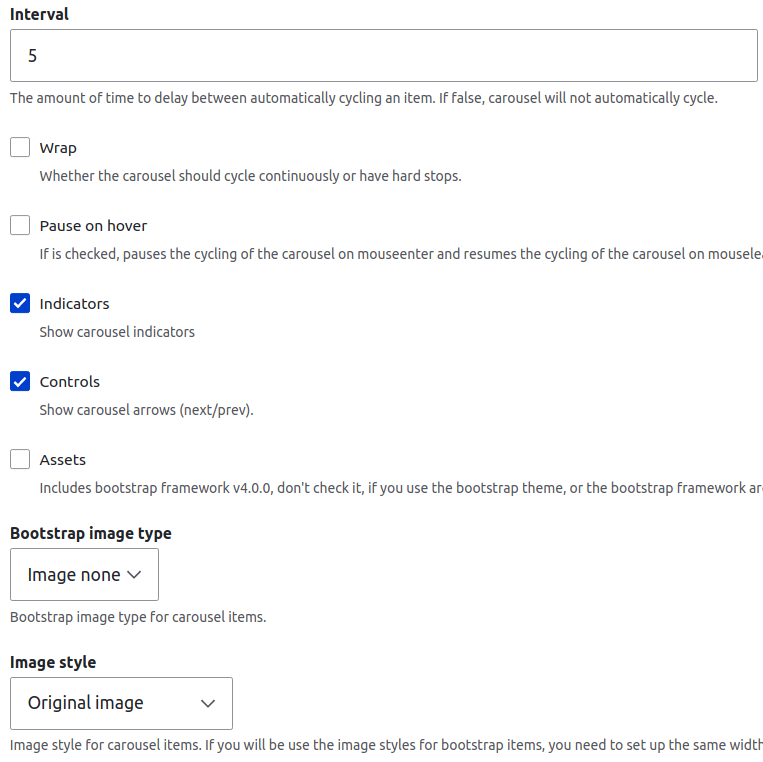 Interval
5
The amount of time to delay between automatically cycling an item. If false, carousel will not automatically cycle.
Wrap
Whether the carousel should cycle continuously or have hard stops.
Pause on hover
If is checked, pauses the cycling of the carousel on mouseenter and resumes the cycling of the carousel on
Indicators
Show carousel indicators
Controls
Show carousel arrows (next/prev).
Assets
Includes bootstrap framework v4.0.0, don't check it, if you use the bootstrap theme, or the bootstrap framework
Bootstrap image type
Image none
Bootstrap image type for carousel items.
Image style
Original image
Image style for carousel items. If you will be use the image styles for bootstrap items, you need to set up the same width